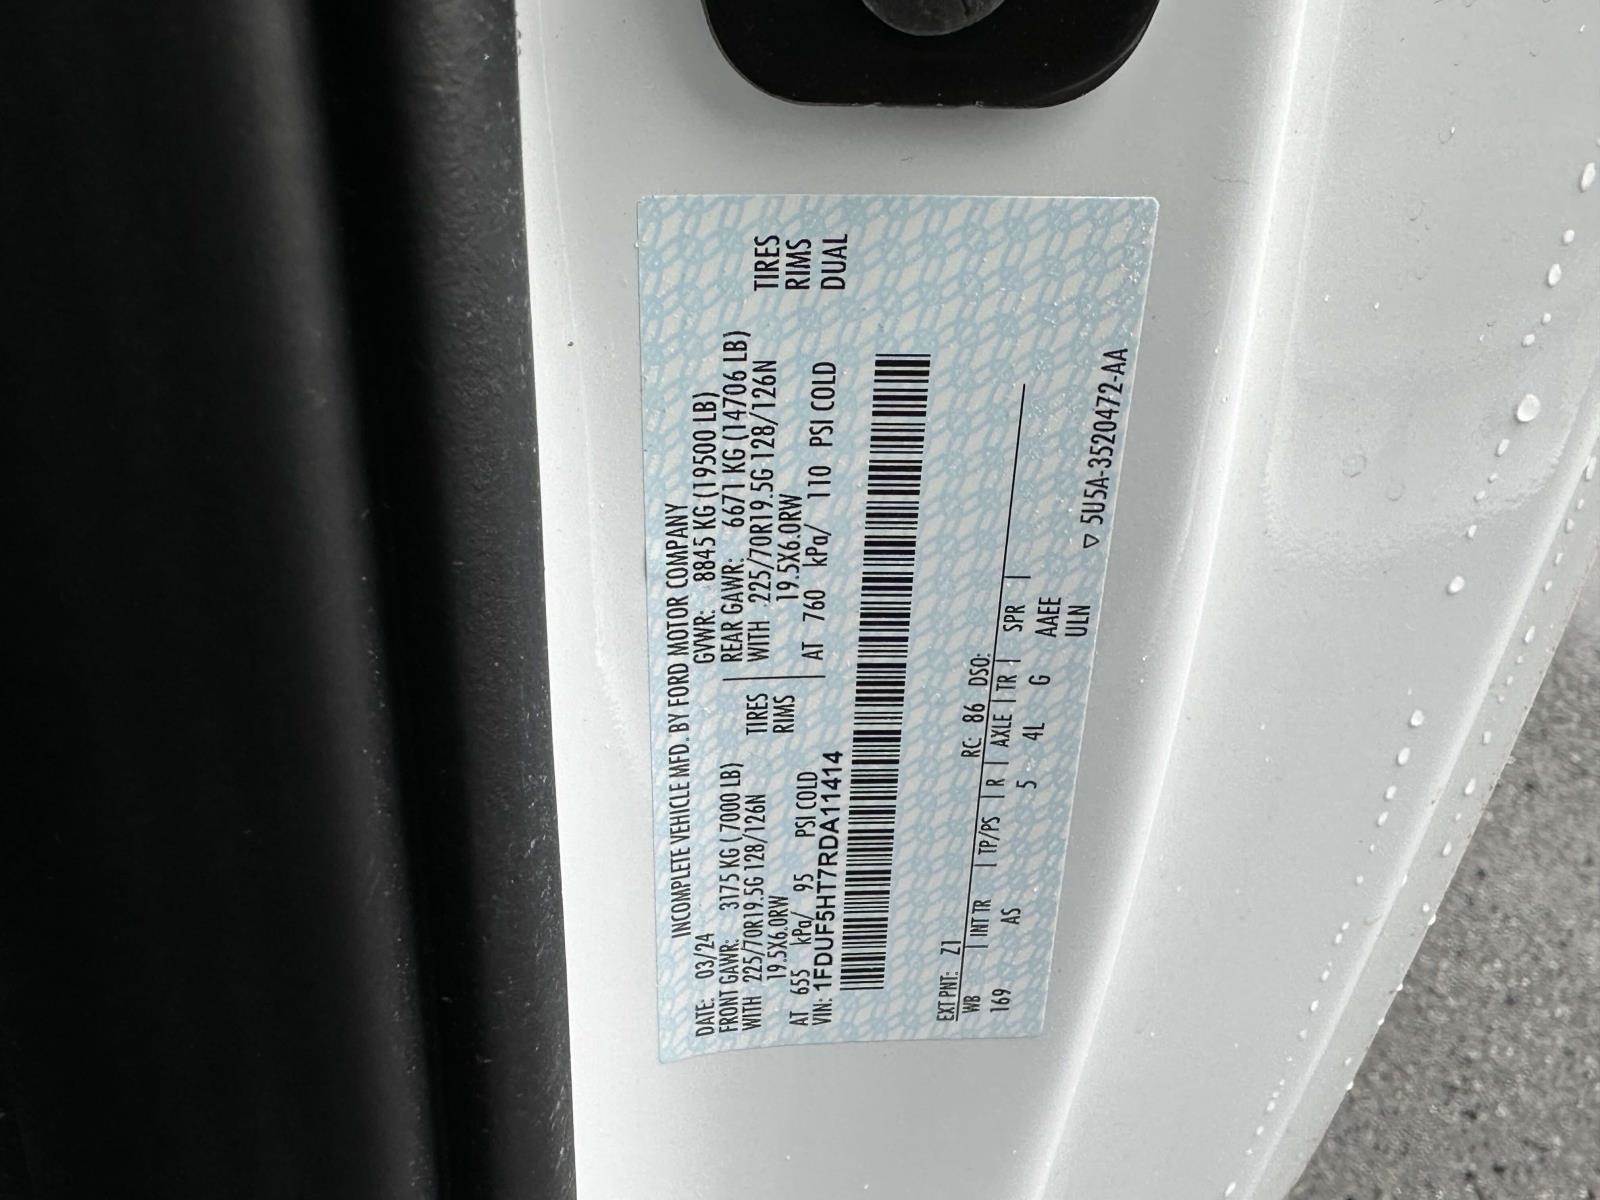 INCOMPLETE VEHICLE MFD. BY FORD MOTOR COMPANY
DATE: 03/24 GVWR: 8845 KG (19500 LB)
FRONT GAWR: 3175 KG (7000 LB) REAR GAWR: 6671 KG (14706 LB)
WITH 225/70R19.5G 128/126N TIRES WITH 225/70R19.5G 128/126N TIRES
19.5X6.0RW RIMS 19.5X6.0RW RIMS
AT 655 kPa/ 95 PSI COLD AT 760 kPa/ 110 PSI COLD DUAL
VIN: 1FDUF5HT7RDA11414
EXT PNT: Z1 RC: 86 DSO:
WB | INT TR | TP/PS | R | AXLE | TR | SPR |
169 AS 5 4L G AAEE
ULN
▽ 5U5A-3520472-AA